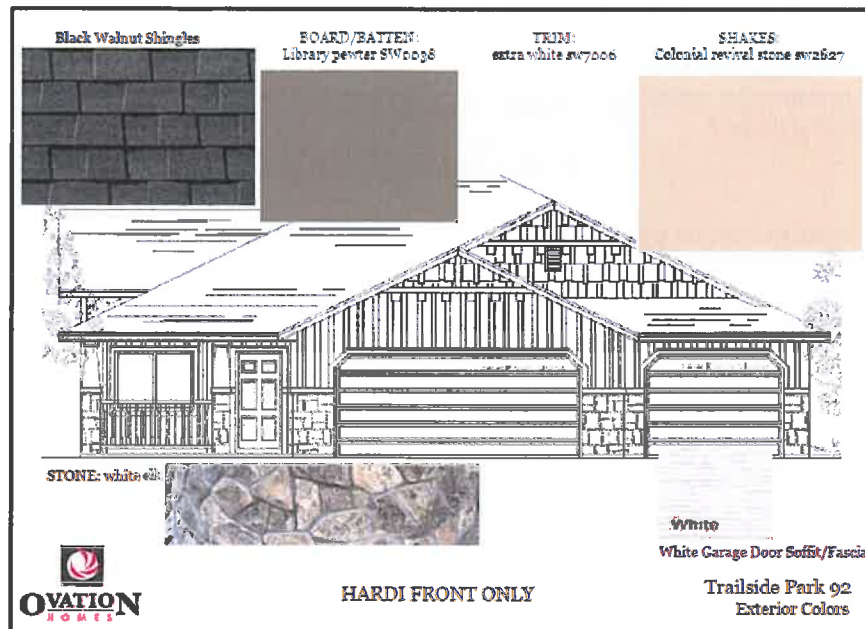 Black Walnut Shingles
BOARD/BATTEN:
Library pewter SW0038
TRIM:
extra white sw7006
SHAKES:
Colonial revival stone sw2827
STONE: white elk
White
White Garage Door Soffit/Fascia
OVATION
HOMES
HARDI FRONT ONLY
Trailside Park 92
Exterior Colors